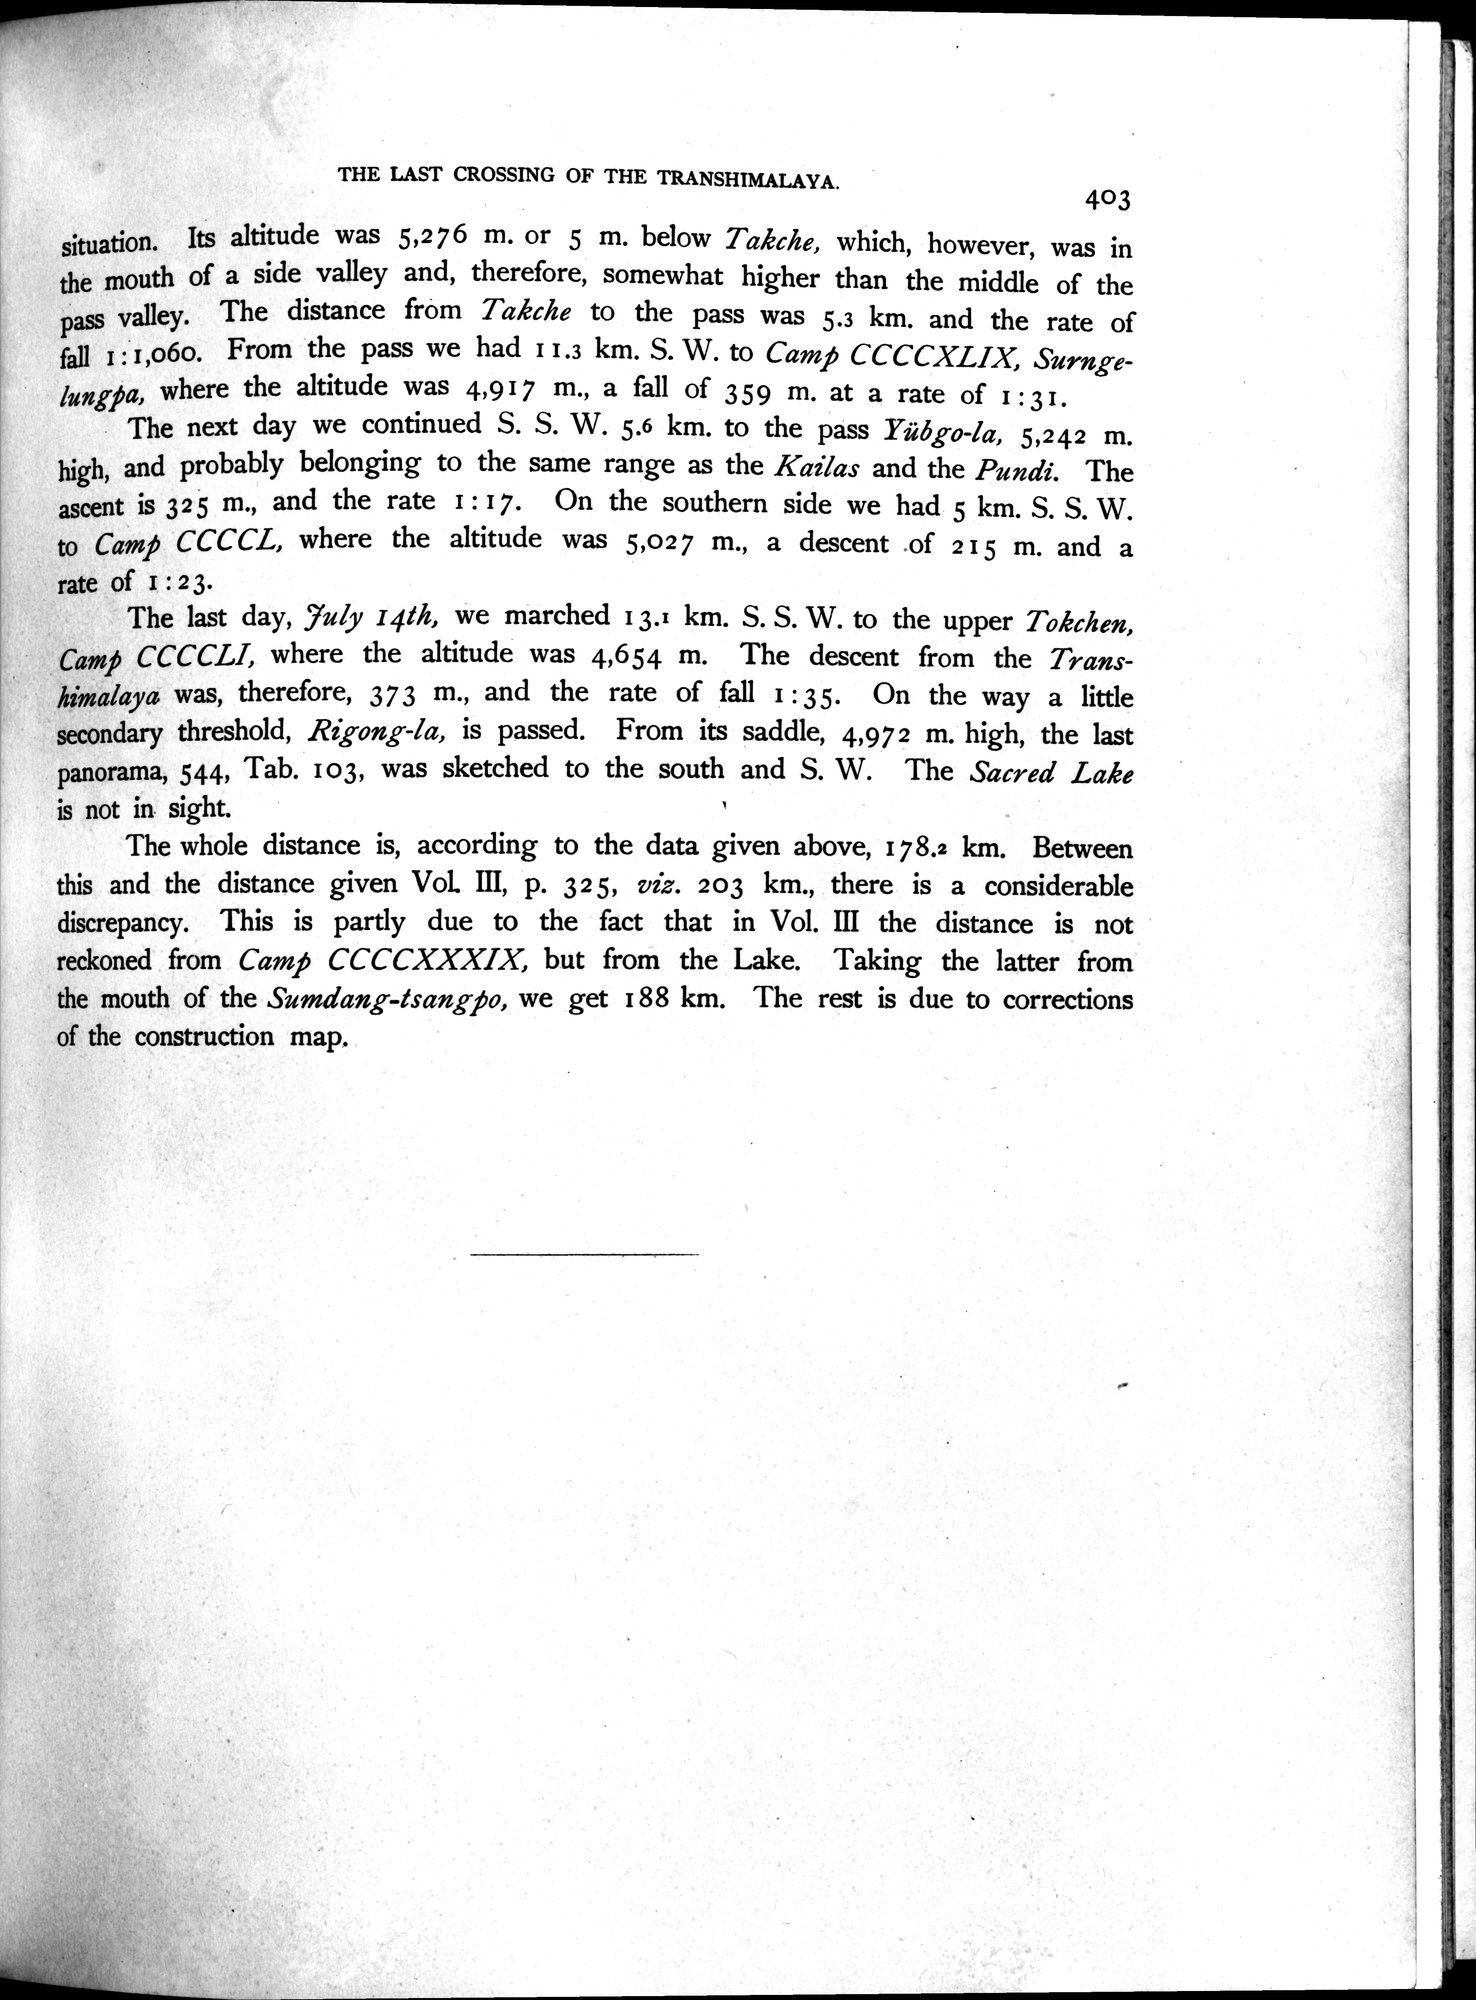 THE LAST CROSSING OF THE TRANSHIMALAYA.
403
situation. Its altitude was 5,276 m. or 5 m. below Takche, which, however, was in
the mouth of a side valley and, therefore, somewhat higher than the middle of the
pass valley. The distance from Takche to the pass was 5.3 km. and the rate of
fall 1:1,060. From the pass we had 11.3 km. S. W. to Camp CCCCXLIX, Surnge-
lungpa, where the altitude was 4,917 m., a fall of 359 m. at a rate of 1:31.
The next day we continued S. S. W. 5.6 km. to the pass Yübgo-la, 5,242 m.
high, and probably belonging to the same range as the Kailas and the Pundi. The
ascent is 325 m., and the rate 1:17. On the southern side we had 5 km. S. S. W.
to Camp CCCCL, where the altitude was 5,027 m., a descent of 215 m. and a
rate of 1:23.
The last day, July 14th, we marched 13.1 km. S. S. W. to the upper Tokchen,
Camp CCCCLI, where the altitude was 4,654 m. The descent from the Trans-
himalaya was, therefore, 373 m., and the rate of fall 1:35. On the way a little
secondary threshold, Rigong-la, is passed. From its saddle, 4,972 m. high, the last
panorama, 544, Tab. 103, was sketched to the south and S. W. The Sacred Lake
is not in sight.
The whole distance is, according to the data given above, 178.2 km. Between
this and the distance given Vol. III, p. 325, viz. 203 km., there is a considerable
discrepancy. This is partly due to the fact that in Vol. III the distance is not
reckoned from Camp CCCCXXXIX, but from the Lake. Taking the latter from
the mouth of the Sumdang-tsangpo, we get 188 km. The rest is due to corrections
of the construction map.